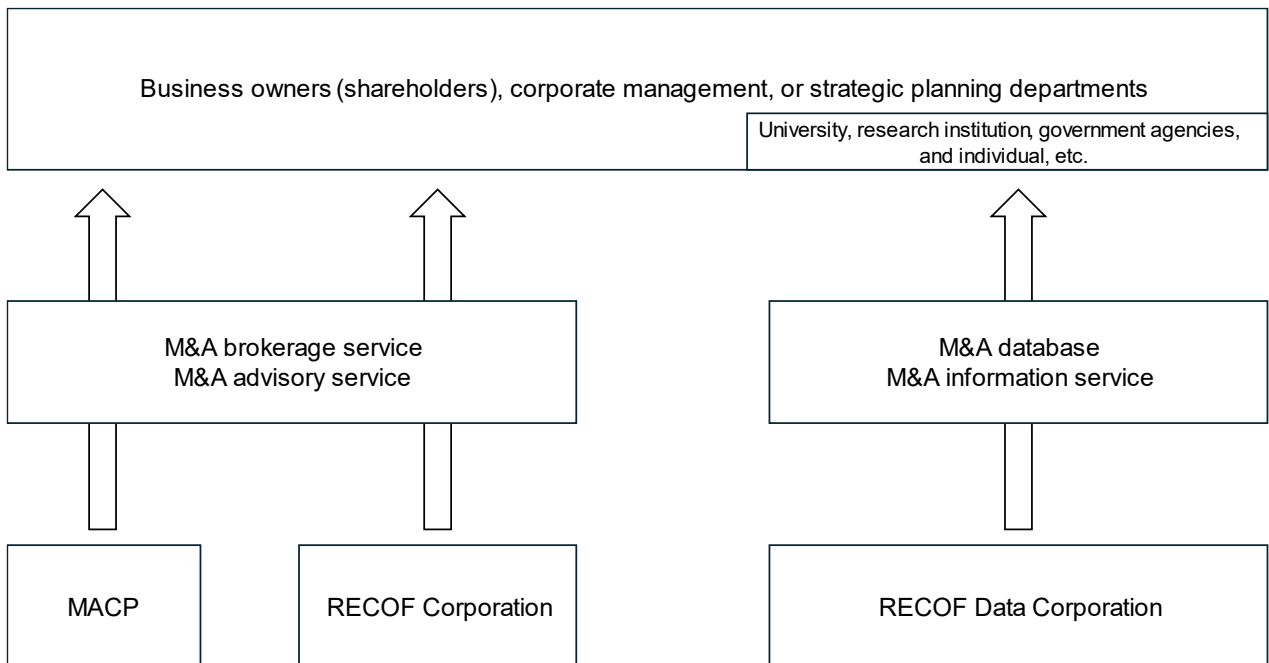 Business owners (shareholders), corporate management, or strategic planning departments
University, research institution, government agencies,
and individual, etc.
M&A brokerage service
M&A advisory service
M&A database
M&A information service
MACP
RECOF Corporation
RECOF Data Corporation